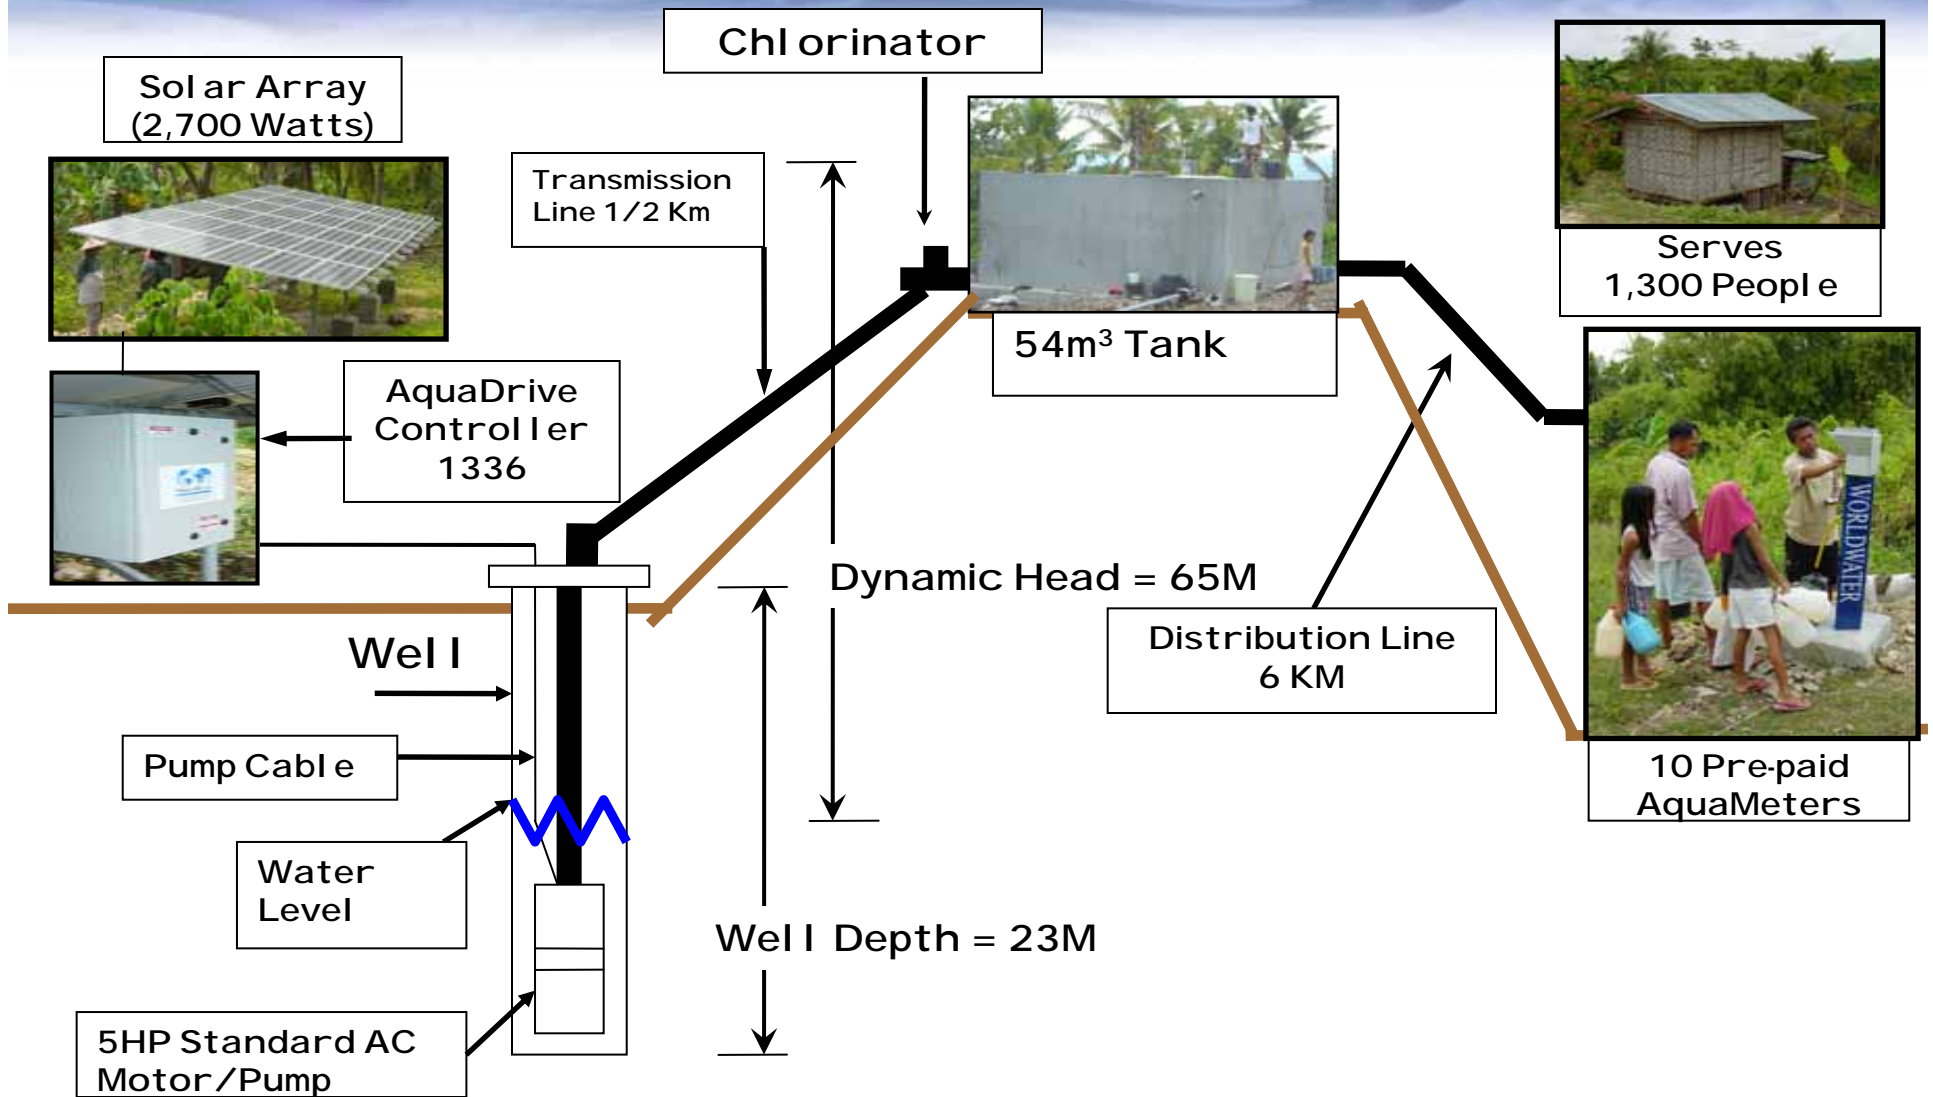 Chlorinator
Solar Array
(2,700 Watts)
Transmission
Line 1/2 Km
Serves
1,300 People
54m³ Tank
AquaDrive
Controller
1336
Dynamic Head = 65M
Distribution Line
6 KM
WORLDWATER
Well
Pump Cable
10 Pre-paid
AquaMeters
Water
Level
Well Depth = 23M
5HP Standard AC
Motor/Pump